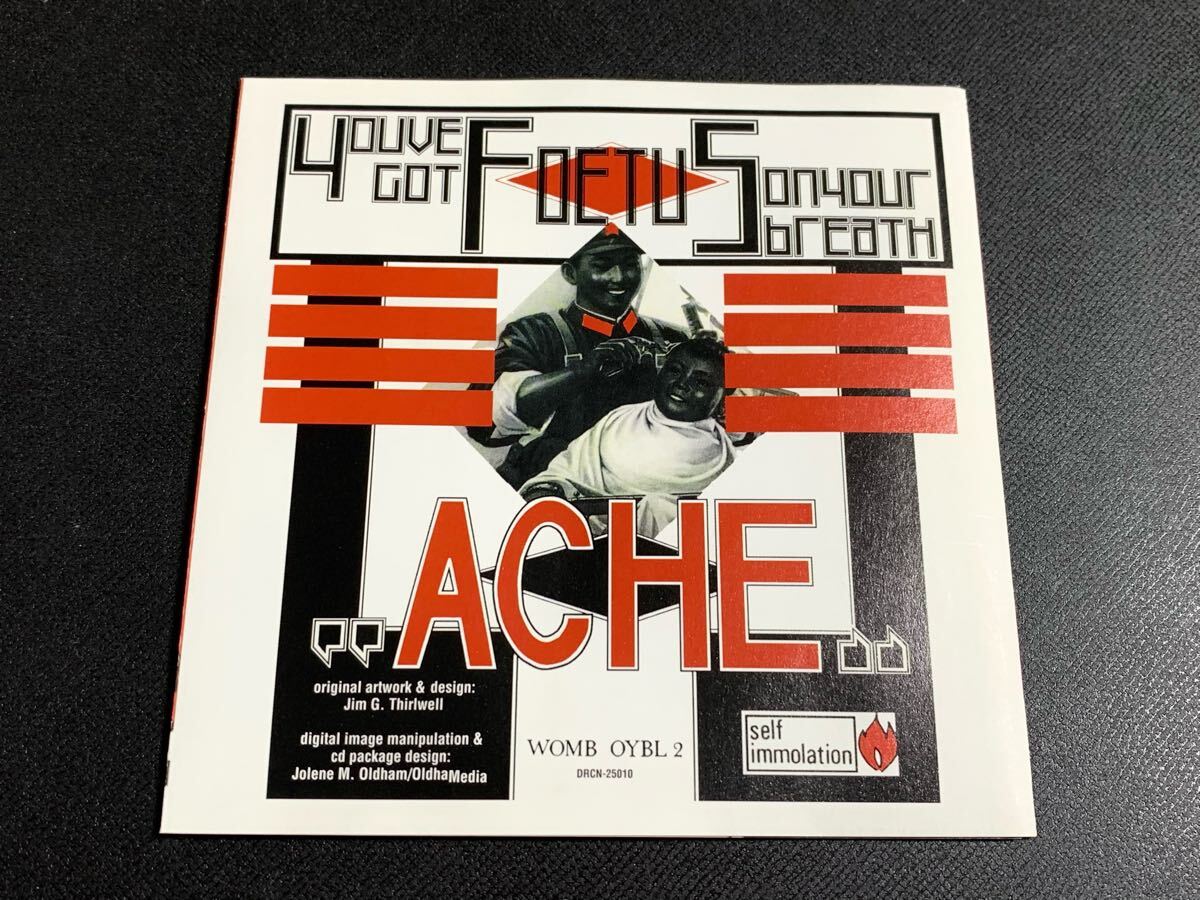 YOUVE
GOT FOETUS ONYOUR
BrEATH
"ACHE"
original artwork & design:
Jim G. Thirlwell
digital image manipulation &
cd package design:
Jolene M. Oldham/OldhaMedia
WOMB OYBL 2
DRCN-25010
self
immolation